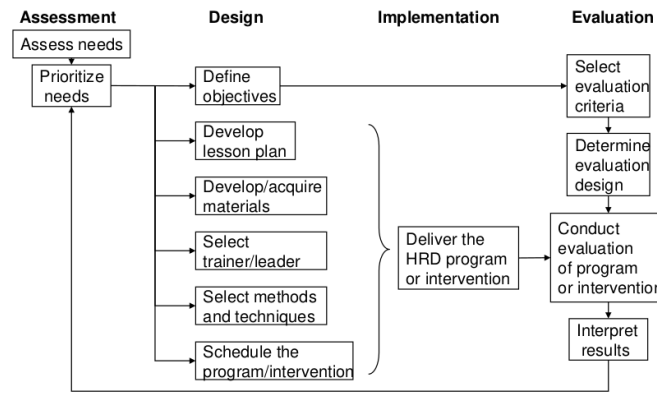 Assessment
Design
Implementation
Evaluation
Assess needs
Prioritize
needs
Define
objectives
Develop
lesson plan
Develop/acquire
materials
Select
trainer/leader
Select methods
and techniques
Schedule the
program/intervention
Deliver the
HRD program
or intervention
Select
evaluation
criteria
Determine
evaluation
design
Conduct
evaluation
of program
or intervention
Interpret
results